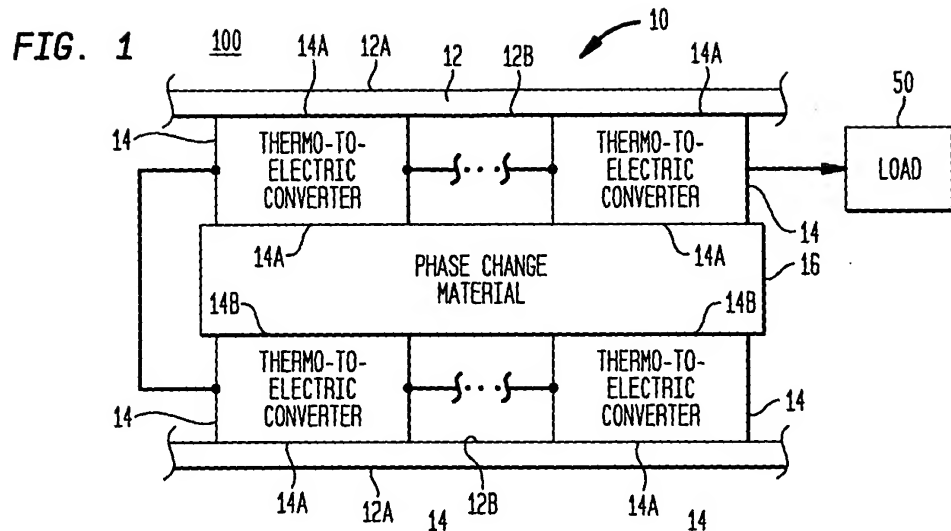 FIG. 1
100
14A
12A
12
12B
10
14A
50
14
THERMO-TO-
ELECTRIC
CONVERTER
THERMO-TO-
ELECTRIC
CONVERTER
LOAD
14
14A
14A
16
PHASE CHANGE
MATERIAL
14B
14B
THERMO-TO-
ELECTRIC
CONVERTER
THERMO-TO-
ELECTRIC
CONVERTER
14
14
14A
12A
12B
14A
14
14